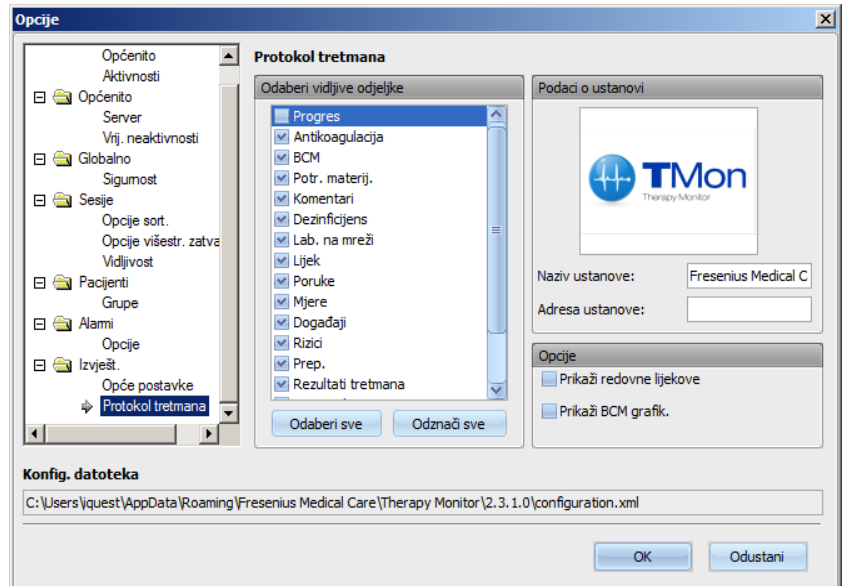 Opcije
Općenito
Aktivnosti
Općenito
Server
Vrij. neaktivnosti
Globalno
Sigurnost
Sesije
Opcije sort.
Opcije višestr. zatva
Vidljivost
Pacijenti
Grupe
Alami
Opcije
Izvješt.
Opće postavke
Protokol tretmana
Protokol tretmana
Odaberi vidljive odjeljke
Progres
Antikoagulacija
BCM
Potr. materij.
Komentari
Dezinficijens
Lab. na mreži
Lijek
Poruke
Mjere
Događaji
Rizici
Prep.
Rezultati tretmana
Odaberi sve
Odznači sve
Podaci o ustanovi
TMon
Therapy Monitor
Naziv ustanove:
Fresenius Medical C
Adresa ustanove:
Opcije
Prikaži redovne lijekove
Prikaži BCM grafik.
Konfig. datoteka
C:\Users\jquest\AppData\Roaming\Fresenius Medical Care\Therapy Monitor\2.3.1.0\configuration.xml
OK
Odustani